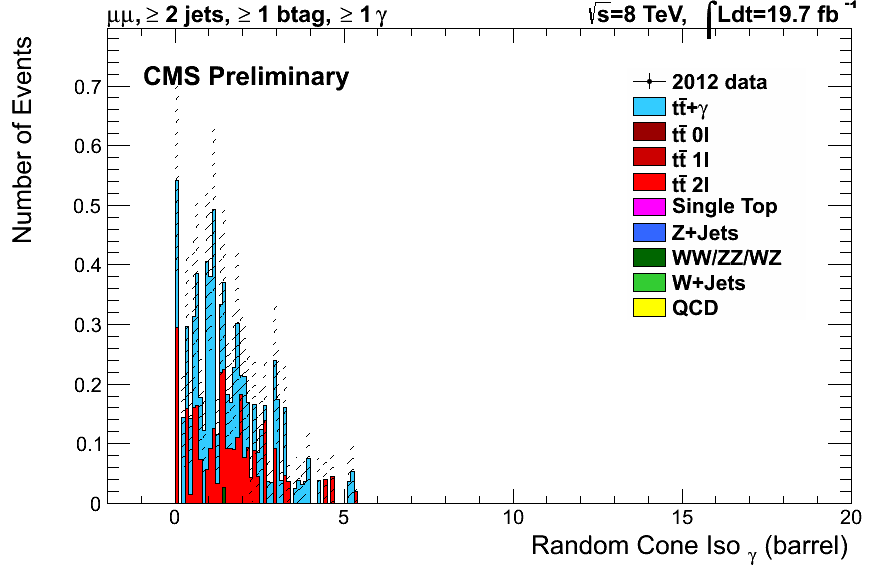 μμ, ≥ 2 jets, ≥ 1 btag, ≥ 1 γ
√s=8 TeV, ∫Ldt=19.7 fb⁻¹
CMS Preliminary
Number of Events
0.7
0.6
0.5
0.4
0.3
0.2
0.1
0
2012 data
tt̄+γ
tt̄ 0l
tt̄ 1l
tt̄ 2l
Single Top
Z+Jets
WW/ZZ/WZ
W+Jets
QCD
0 5 10 15 20
Random Cone Iso γ (barrel)